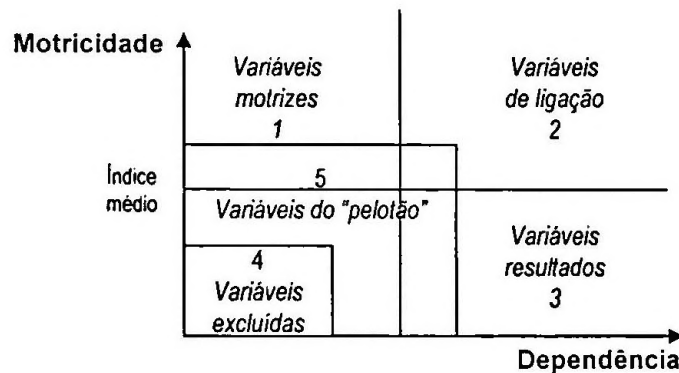 Motricidade
Variáveis
motrizes
1
Variáveis
de ligação
2
Índice
médio
5
Variáveis do "pelotão"
4
Variáveis
excluídas
Variáveis
resultados
3
Dependência